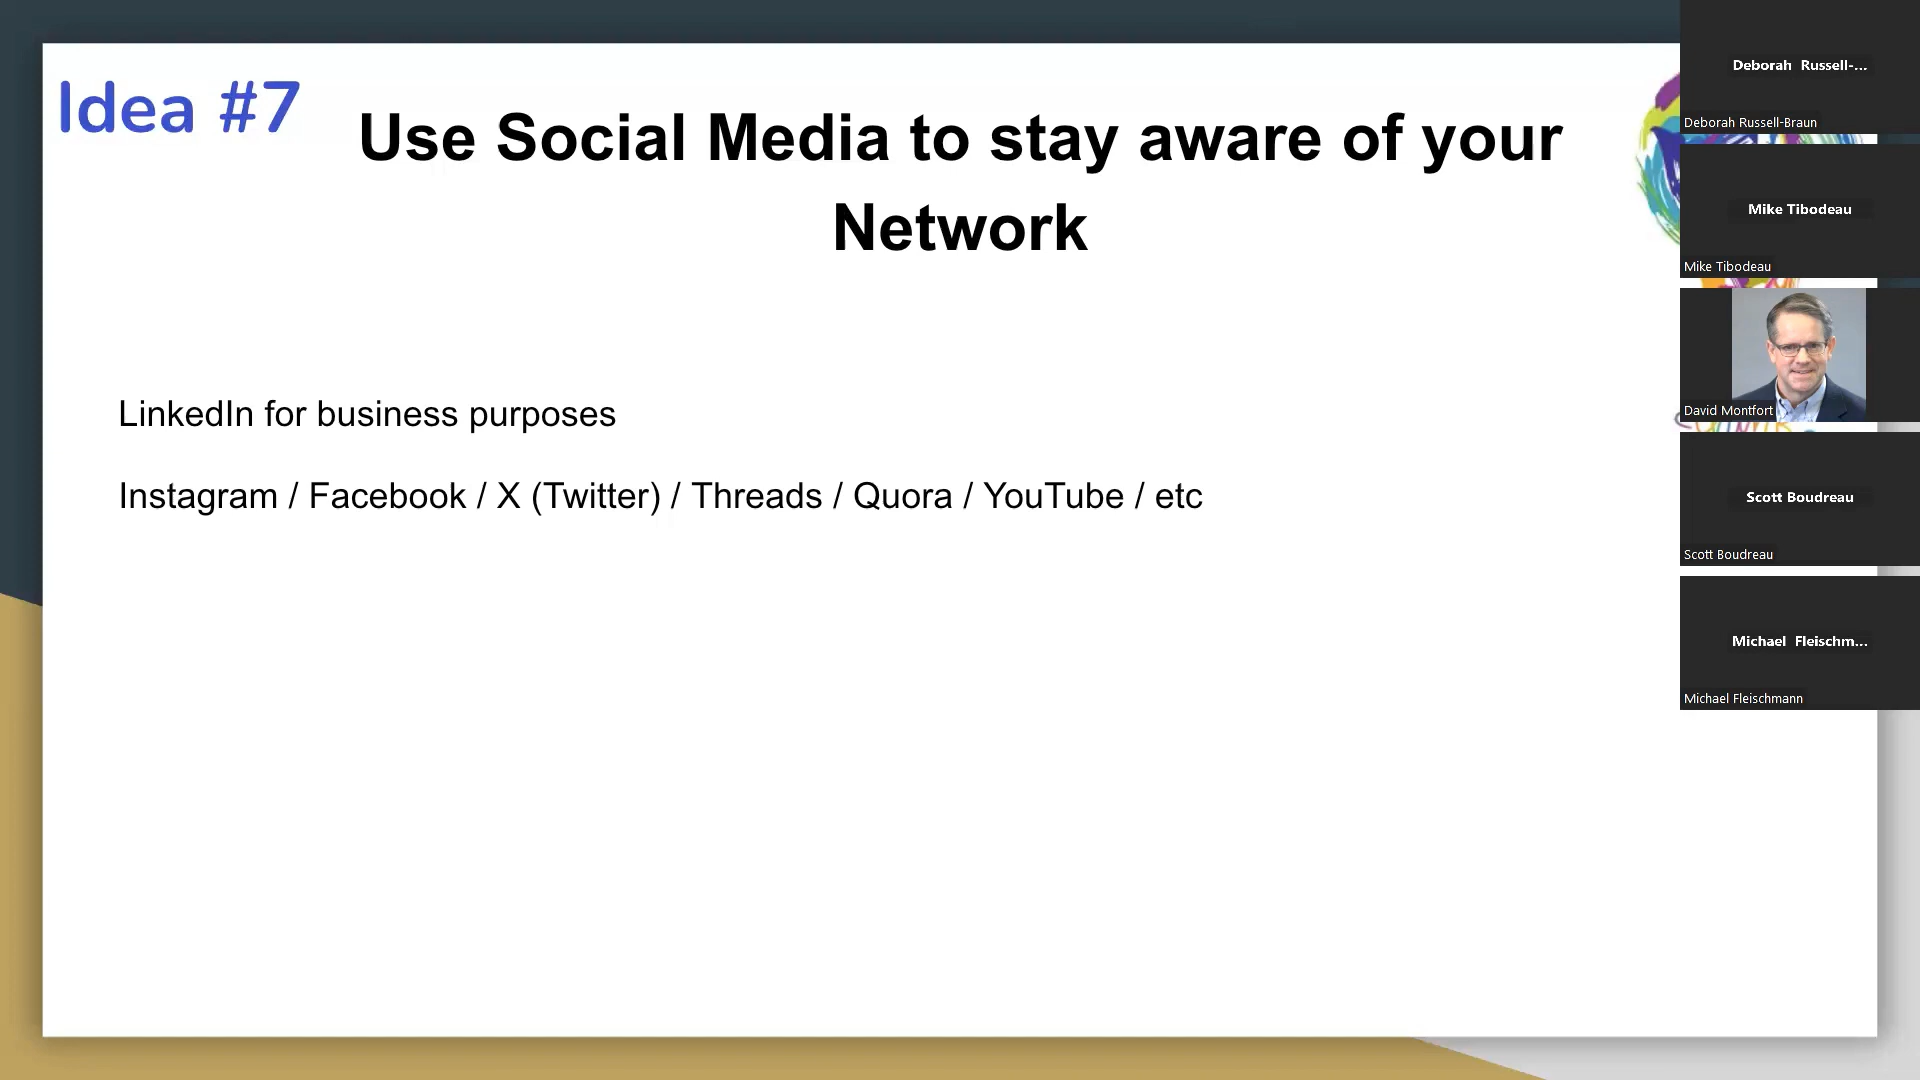 Idea #7
Use Social Media to stay aware of your
Network
LinkedIn for business purposes
Instagram / Facebook / X (Twitter) / Threads / Quora / YouTube / etc
Deborah Russell-...
Deborah Russell-Braun
Mike Tibodeau
Mike Tibodeau
David Montfort
Scott Boudreau
Scott Boudreau
Michael Fleischm...
Michael Fleischmann